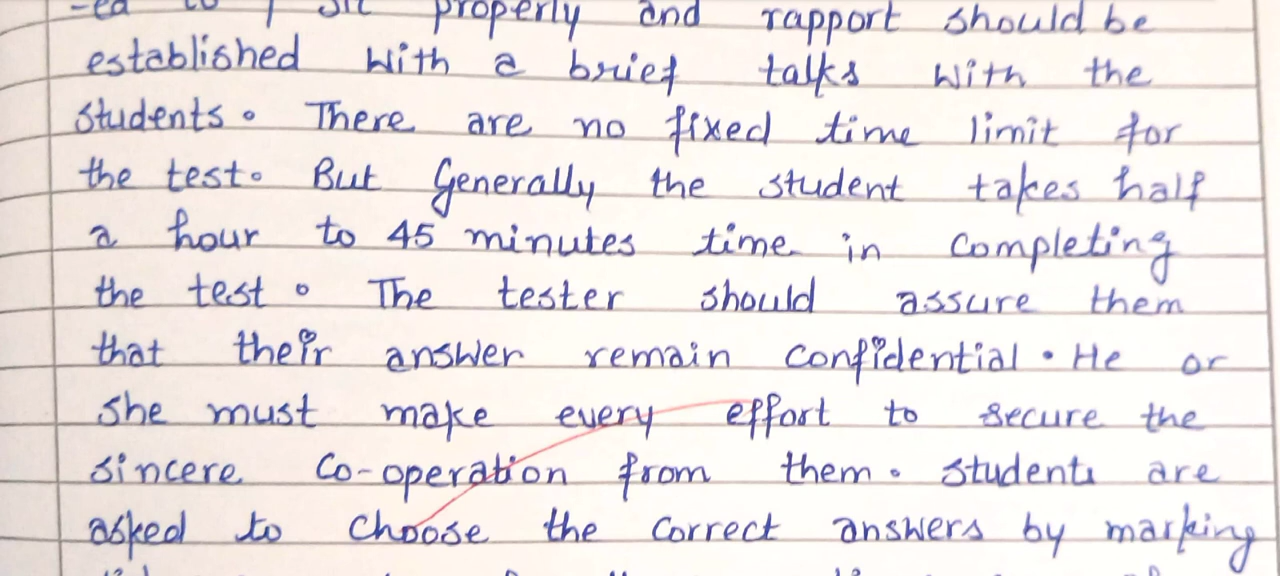 -ed to sit properly and rapport should be
established with a brief talks with the
students. There are no fixed time limit for
the test. But Generally the student takes half
a hour to 45 minutes time in completing
the test. The tester should assure them
that their answer remain confidential. He or
she must make every effort to secure the
sincere co-operation from them. students are
asked to choose the correct answers by marking